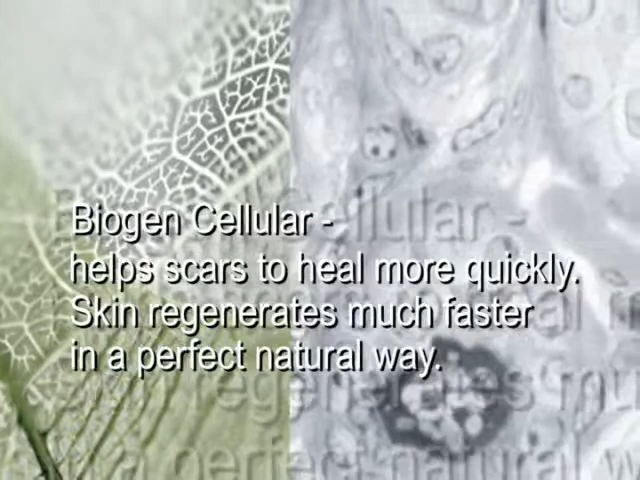 Biogen Cellular -
helps scars to heal more quickly.
Skin regenerates much faster
in a perfect natural way.